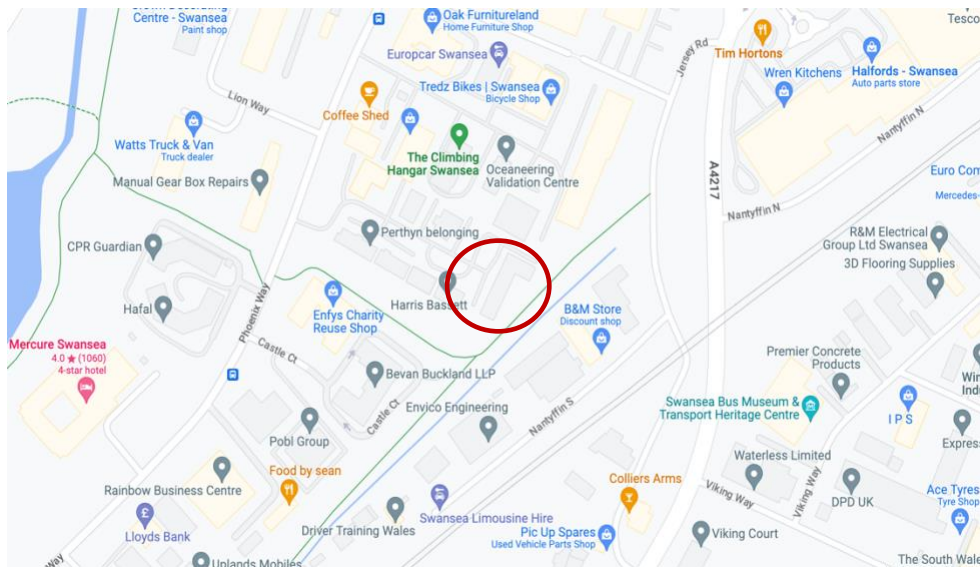 Centre - Swansea
Paint shop
Oak Furnitureland
Home Furniture Shop
Tesco
Europcar Swansea
Jersey Rd
Tim Hortons
Wren Kitchens
Halfords - Swansea
Auto parts store
Tredz Bikes | Swansea
Bicycle Shop
Lion Way
Coffee Shed
Nantyffin N
Watts Truck & Van
Truck dealer
The Climbing
Hangar Swansea
Oceaneering
Validation Centre
A4217
Manual Gear Box Repairs
Euro Com
Mercedes-
Nantyffin N
CPR Guardian
Perthyn belonging
R&M Electrical
Group Ltd Swansea
3D Flooring Supplies
Hafal
Phoenix Way
Harris Bassett
Enfys Charity
Reuse Shop
B&M Store
Discount shop
Mercure Swansea
4.0 ★ (1060)
4-star hotel
Castle Ct
Bevan Buckland LLP
Premier Concrete
Products
Win
Indu
Castle Ct
Envico Engineering
Nantyffin S
Swansea Bus Museum &
Transport Heritage Centre
I P S
Pobl Group
Express
Waterless Limited
Food by sean
Rainbow Business Centre
Colliers Arms
Viking Way
Viking Way
DPD UK
Ace Tyres
Tyre Shop
Lloyds Bank
Driver Training Wales
Swansea Limousine Hire
Pic Up Spares
Used Vehicle Parts Shop
Viking Court
Way
Uplands Mobiles
The South Wale